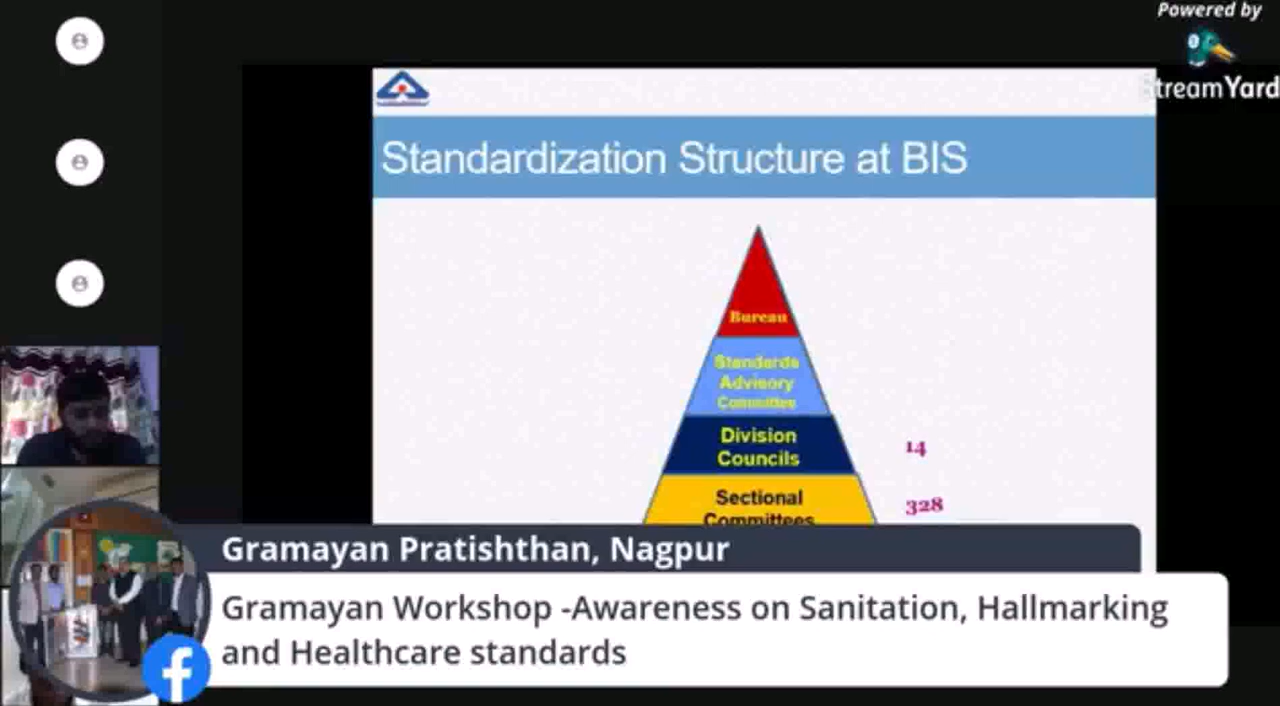 Powered by
StreamYard
Standardization Structure at BIS
Bureau
Standards
Advisory
Committee
Division
Councils
14
Sectional
Committees
328
Gramayan Pratishthan, Nagpur
Gramayan Workshop -Awareness on Sanitation, Hallmarking
and Healthcare standards